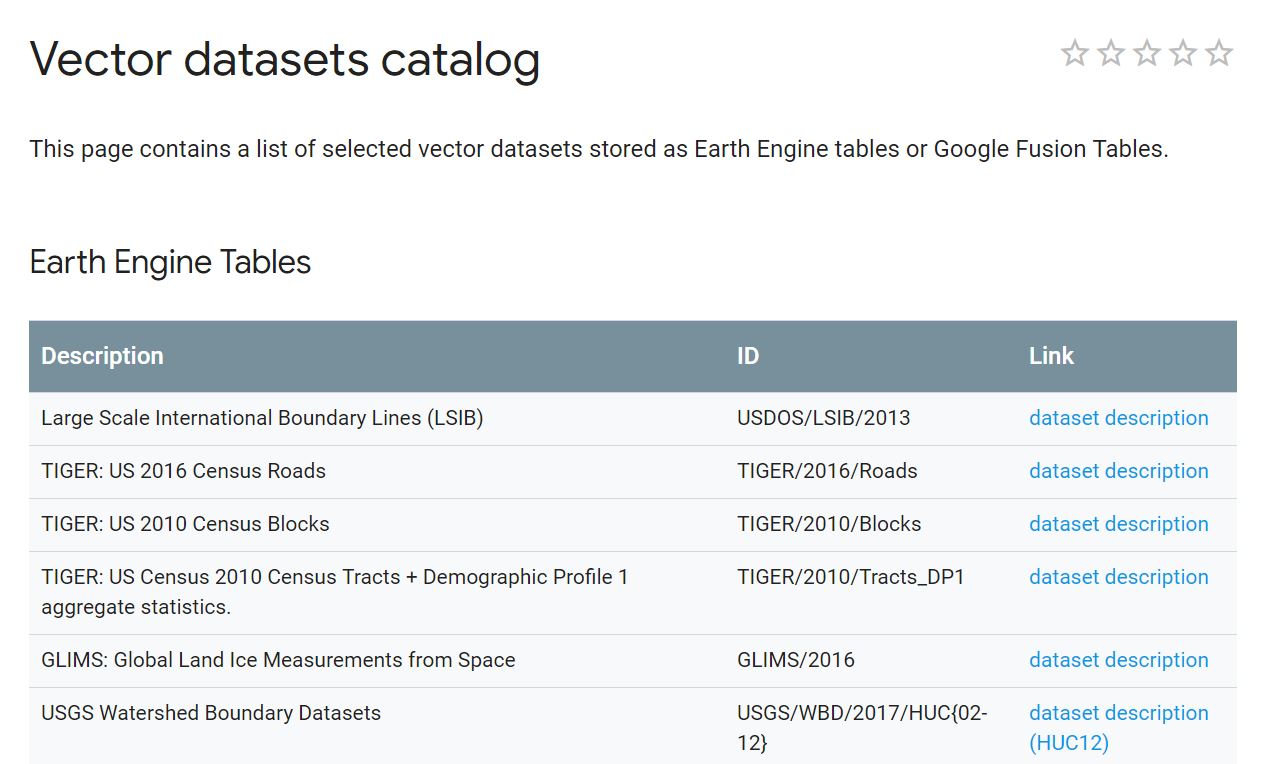 Vector datasets catalog
This page contains a list of selected vector datasets stored as Earth Engine tables or Google Fusion Tables.
Earth Engine Tables
Description ID Link
Large Scale International Boundary Lines (LSIB) USDOS/LSIB/2013 dataset description
TIGER: US 2016 Census Roads TIGER/2016/Roads dataset description
TIGER: US 2010 Census Blocks TIGER/2010/Blocks dataset description
TIGER: US Census 2010 Census Tracts + Demographic Profile 1 TIGER/2010/Tracts_DP1 dataset description
aggregate statistics.
GLIMS: Global Land Ice Measurements from Space GLIMS/2016 dataset description
USGS Watershed Boundary Datasets USGS/WBD/2017/HUC{02- dataset description
12} (HUC12)